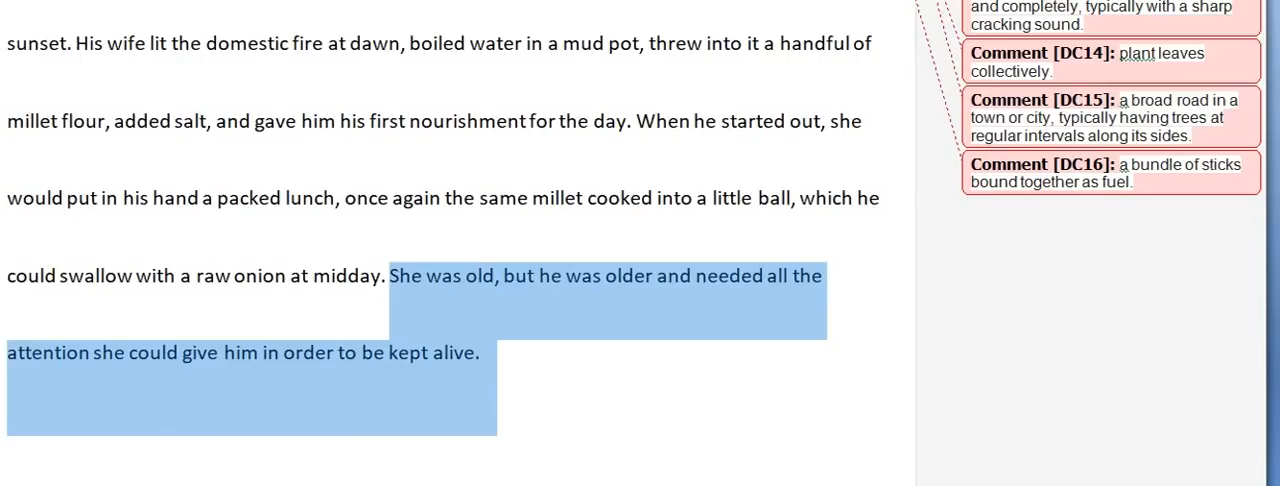 sunset. His wife lit the domestic fire at dawn, boiled water in a mud pot, threw into it a handful of
millet flour, added salt, and gave him his first nourishment for the day. When he started out, she
would put in his hand a packed lunch, once again the same millet cooked into a little ball, which he
could swallow with a raw onion at midday. She was old, but he was older and needed all the
attention she could give him in order to be kept alive.
and completely, typically with a sharp
cracking sound.
Comment [DC14]: plant leaves
collectively.
Comment [DC15]: a broad road in a
town or city, typically having trees at
regular intervals along its sides.
Comment [DC16]: a bundle of sticks
bound together as fuel.